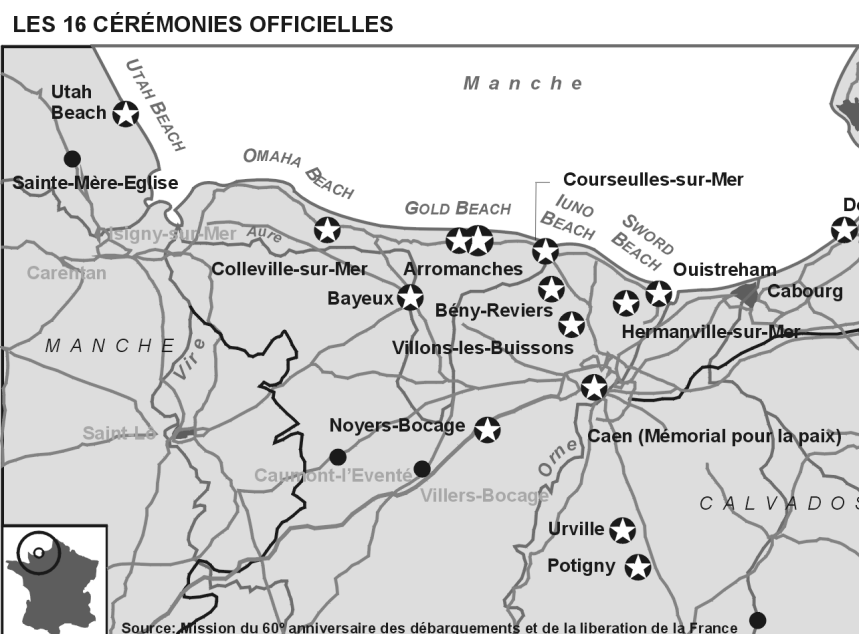 LES 16 CÉRÉMONIES OFFICIELLES
Manche
Utah
Beach
UTAH BEACH
OMAHA BEACH
Sainte-Mère-Eglise
Courseulles-sur-Mer
GOLD BEACH
IUNO
BEACH
SWORD
BEACH
Isigny-sur-Mer
Aure
Carentan
Colleville-sur-Mer
Arromanches
Ouistreham
Cabourg
Bayeux
Bény-Reviers
Hermanville-sur-Mer
MANCHE
Vire
Villons-les-Buissons
Saint-Lô
Noyers-Bocage
Caen (Mémorial pour la paix)
Orne
Caumont-l'Eventé
Villers-Bocage
CALVADOS
Urville
Potigny
Source: Mission du 60º anniversaire des débarquements et de la liberation de la France